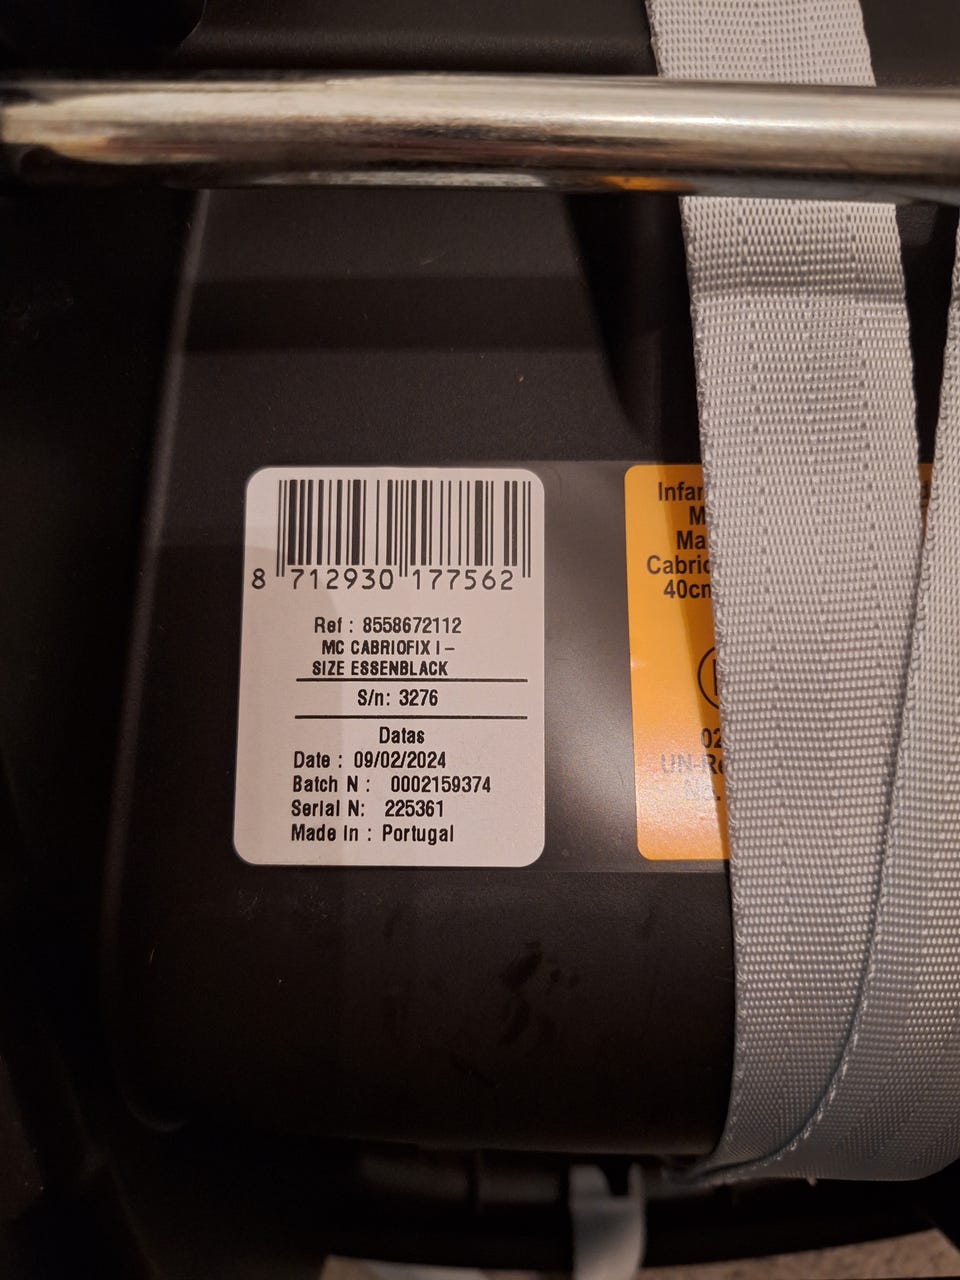 8 712930 177562
Ref : 8558672112
MC CABRIOFIX I –
SIZE ESSENBLACK
S/n: 3276
Datas
Date : 09/02/2024
Batch N : 0002159374
Serial N: 225361
Made In : Portugal
40cm
02